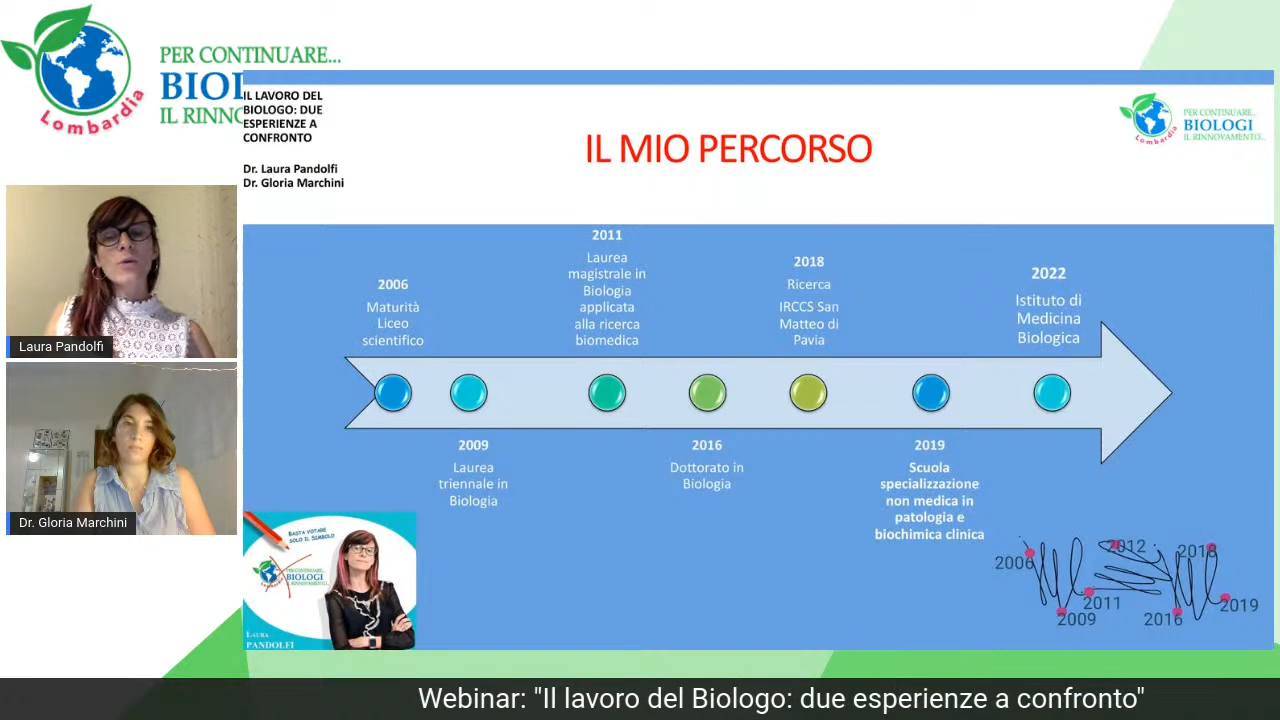 PER CONTINUARE...
BIOL
IL RINNO
Lombardia
IL LAVORO DEL
BIOLOGO: DUE
ESPERIENZE A
CONFRONTO
Dr. Laura Pandolfi
Dr. Gloria Marchini
IL MIO PERCORSO
PER CONTINUARE...
BIOLOGI
IL RINNOVAMENTO...
Lombardia
2006
Maturità
Liceo
scientifico
2009
Laurea
triennale in
Biologia
2011
Laurea
magistrale in
Biologia
applicata
alla ricerca
biomedica
2016
Dottorato in
Biologia
2018
Ricerca
IRCCS San
Matteo di
Pavia
2019
Scuola
specializzazione
non medica in
patologia e
biochimica clinica
2022
Istituto di
Medicina
Biologica
Laura Pandolfi
Dr. Gloria Marchini
BASTA VOTARE
SOLO IL SIMBOLO
PER CONTINUARE...
BIOLOGI
IL RINNOVAMENTO...
LAURA
PANDOLFI
2006
2009
2011
2012
2016
2018
2019
Webinar: "Il lavoro del Biologo: due esperienze a confronto"